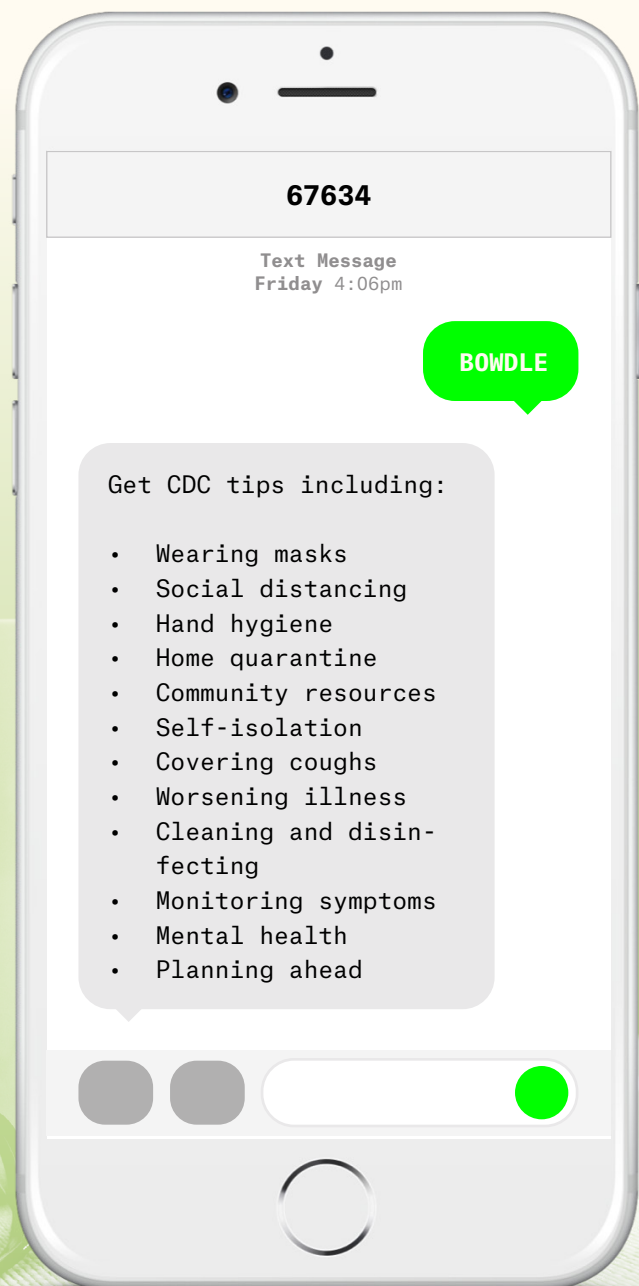 67634
Text Message
Friday 4:06pm
BOWDLE
Get CDC tips including:
• Wearing masks
• Social distancing
• Hand hygiene
• Home quarantine
• Community resources
• Self-isolation
• Covering coughs
• Worsening illness
• Cleaning and disin-
fecting
• Monitoring symptoms
• Mental health
• Planning ahead